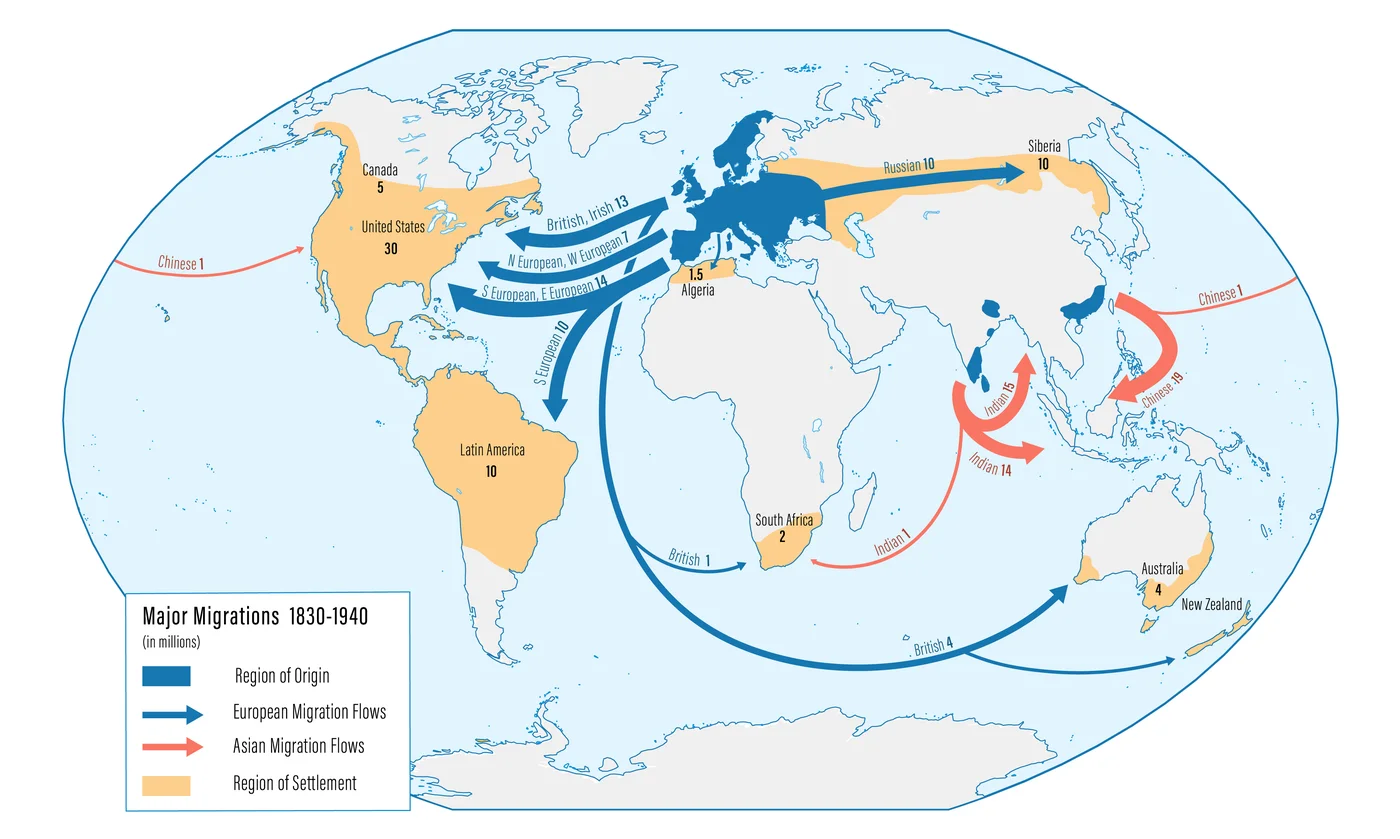 Siberia
10
Russian 10
Canada
5
British, Irish 13
United States
30
N European, W European 7
Chinese 1
S European, E European 14
1.5
Algeria
Chinese 1
S European 10
Chinese 19
Indian 15
Latin America
10
Indian 14
South Africa
2
Indian 1
British 1
Australia
4
New Zealand
British 4
Major Migrations 1830-1940
(in millions)
Region of Origin
European Migration Flows
Asian Migration Flows
Region of Settlement